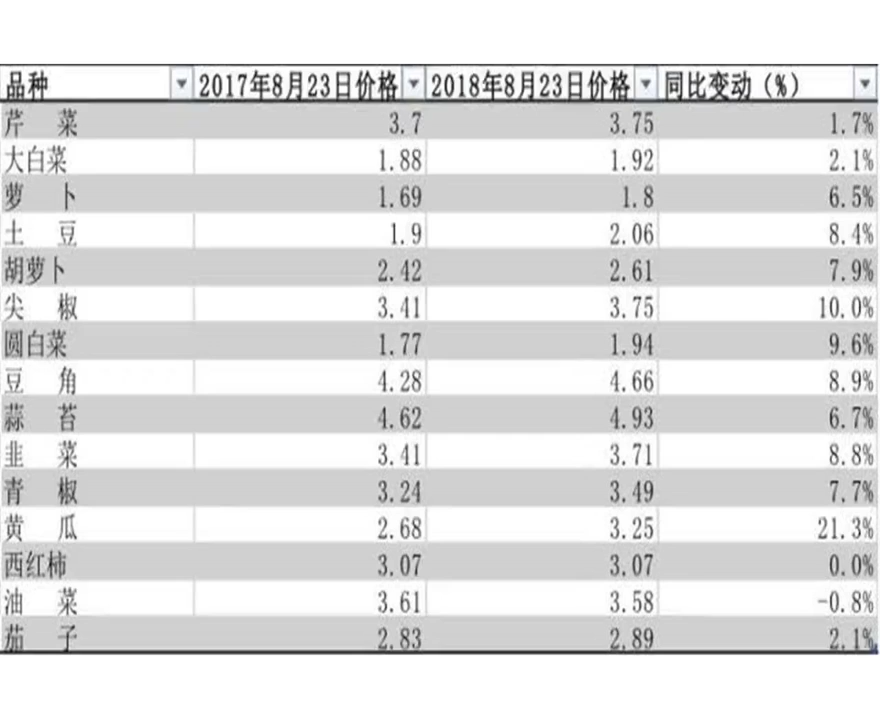 品种 2017年8月23日价格 2018年8月23日价格 同比变动（%）
芹 菜 3.7 3.75 1.7%
大白菜 1.88 1.92 2.1%
萝 卜 1.69 1.8 6.5%
土 豆 1.9 2.06 8.4%
胡萝卜 2.42 2.61 7.9%
尖 椒 3.41 3.75 10.0%
圆白菜 1.77 1.94 9.6%
豆 角 4.28 4.66 8.9%
蒜 苔 4.62 4.93 6.7%
韭 菜 3.41 3.71 8.8%
青 椒 3.24 3.49 7.7%
黄 瓜 2.68 3.25 21.3%
西红柿 3.07 3.07 0.0%
油 菜 3.61 3.58 -0.8%
茄 子 2.83 2.89 2.1%